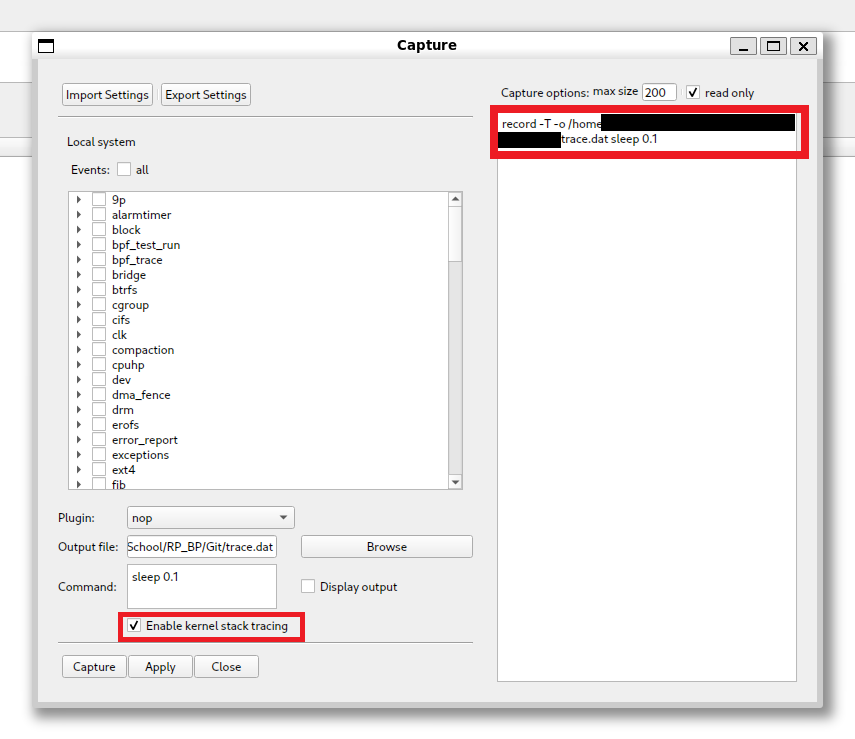 Capture
Import Settings Export Settings
Local system
Events: all
9p
alarmtimer
block
bpf_test_run
bpf_trace
bridge
btrfs
cgroup
cifs
clk
compaction
cpuhp
dev
dma_fence
drm
erofs
error_report
exceptions
ext4
fib
Plugin: nop
Output file: School/RP_BP/Git/trace.dat Browse
Command: sleep 0.1 Display output
Enable kernel stack tracing
Capture Apply Close
Capture options: max size 200 read only
record -T -o /home
trace.dat sleep 0.1